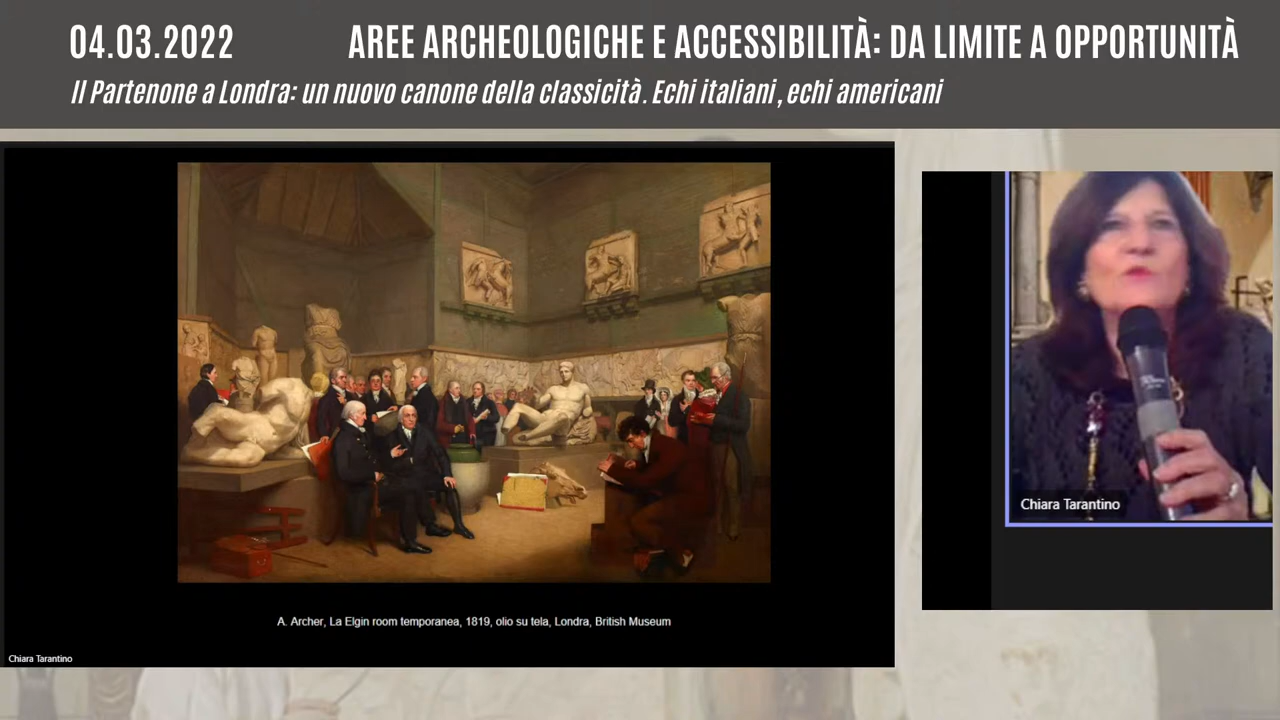 04.03.2022
AREE ARCHEOLOGICHE E ACCESSIBILITÀ: DA LIMITE A OPPORTUNITÀ
Il Partenone a Londra: un nuovo canone della classicità. Echi italiani, echi americani
A. Archer, La Elgin room temporanea, 1819, olio su tela, Londra, British Museum
Chiara Tarantino
Chiara Tarantino